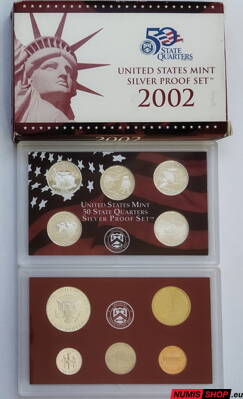 50
STATE
QUARTERS
UNITED STATES MINT
SILVER PROOF SET™
2002
2002
UNITED STATES MINT
50 STATE QUARTERS
SILVER PROOF SET™
NUMIS SHOP.eu